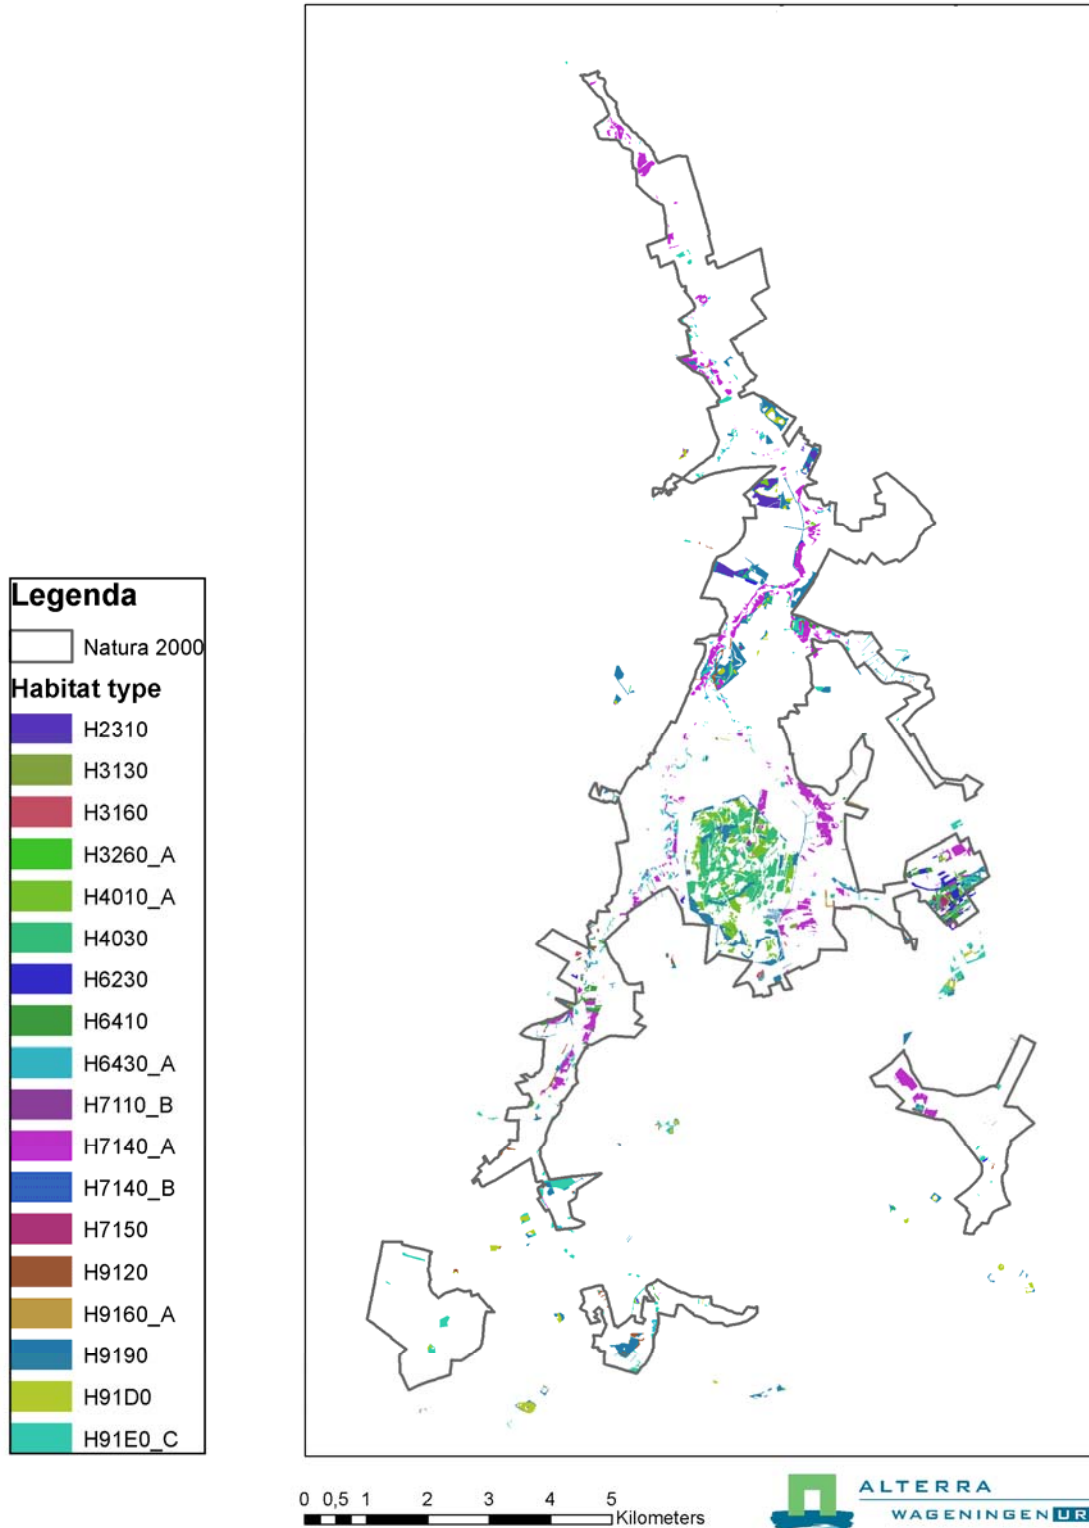 Legenda
Natura 2000
Habitat type
H2310
H3130
H3160
H3260_A
H4010_A
H4030
H6230
H6410
H6430_A
H7110_B
H7140_A
H7140_B
H7150
H9120
H9160_A
H9190
H91D0
H91E0_C
0 0,5 1 2 3 4 5
Kilometers
ALTERRA
WAGENINGEN UR